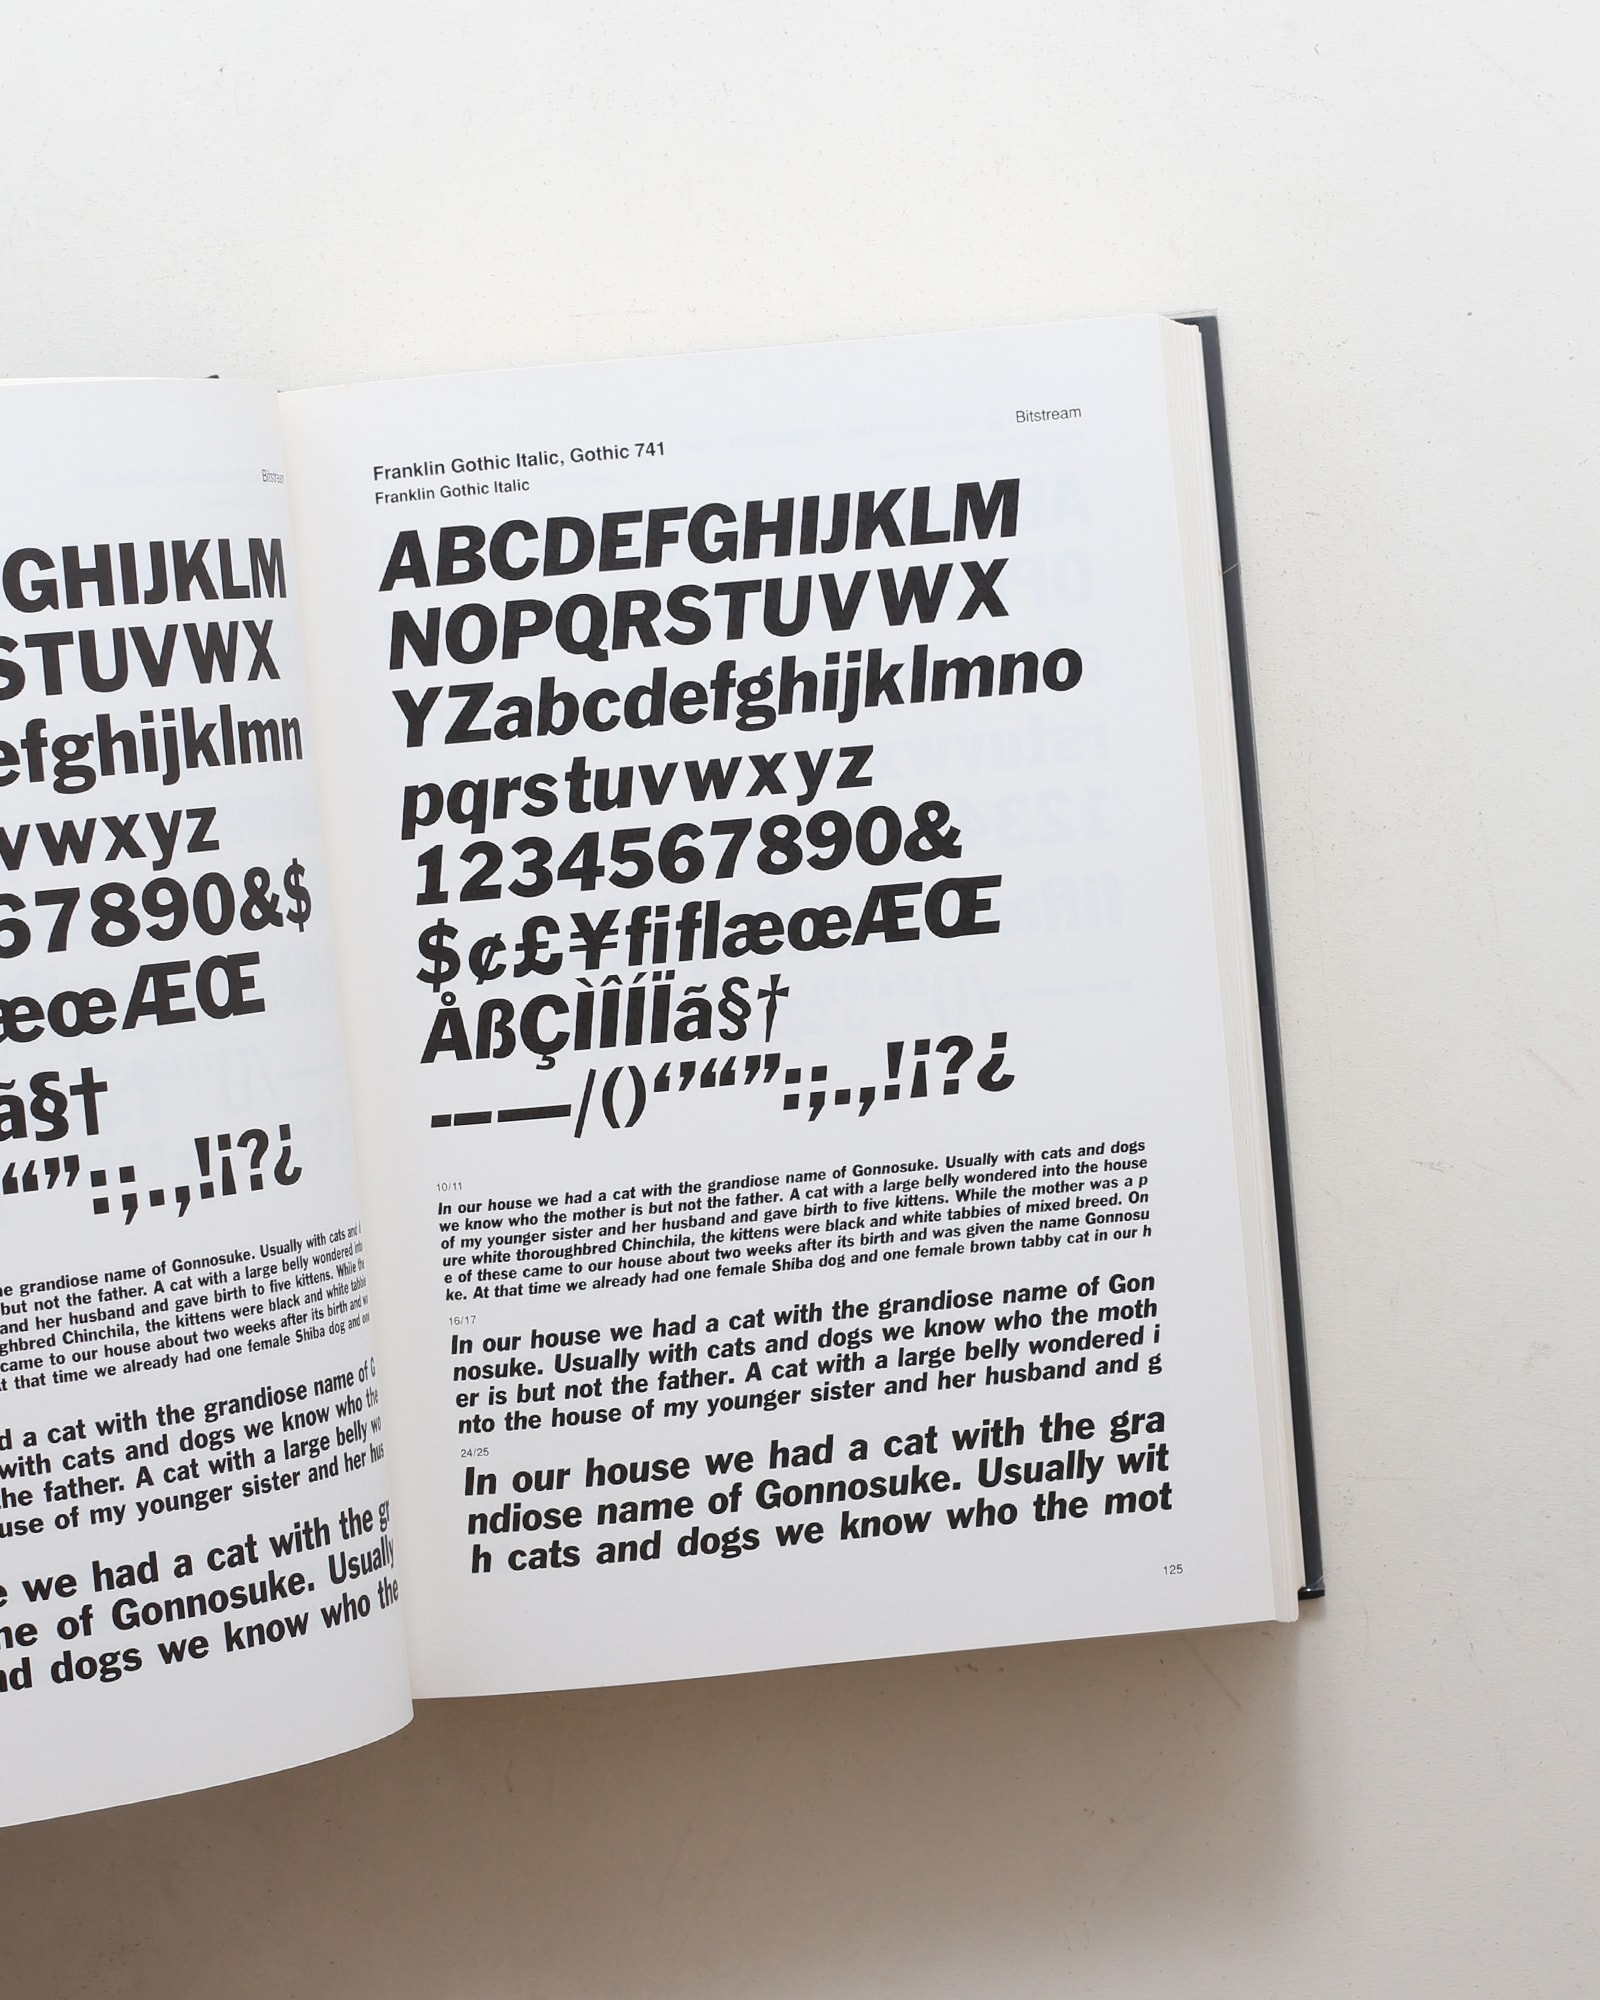 Bitstream
GHIJKLM
STUVWX
efghijklmn
vwxyz
67890&$
æœÆŒ
ã§†
“”:;.,!¡?¿
grandiose name of Gonnosuke. Usually with cats and
but not the father. A cat with a large belly wondered into
and her husband and gave birth to five kittens. While the
ghbred Chinchila, the kittens were black and white tabbie
came to our house about two weeks after its birth and w
t that time we already had one female Shiba dog and one
d a cat with the grandiose name of G
with cats and dogs we know who the
he father. A cat with a large belly wo
use of my younger sister and her hus
e we had a cat with the gr
me of Gonnosuke. Usually
nd dogs we know who the
Bitstream
Franklin Gothic Italic, Gothic 741
Franklin Gothic Italic
ABCDEFGHIJKLM
NOPQRSTUVWX
YZabcdefghijklmno
pqrstuvwxyz
1234567890&
$¢£¥fiflæœÆŒ
ÅßÇÌÎÍÏã§†
-–—/()‘’“”:;.,!¡?¿
10/11
In our house we had a cat with the grandiose name of Gonnosuke. Usually with cats and dogs
we know who the mother is but not the father. A cat with a large belly wondered into the house
of my younger sister and her husband and gave birth to five kittens. While the mother was a p
ure white thoroughbred Chinchila, the kittens were black and white tabbies of mixed breed. On
e of these came to our house about two weeks after its birth and was given the name Gonnosu
ke. At that time we already had one female Shiba dog and one female brown tabby cat in our h
16/17
In our house we had a cat with the grandiose name of Gon
nosuke. Usually with cats and dogs we know who the moth
er is but not the father. A cat with a large belly wondered i
nto the house of my younger sister and her husband and g
24/25
In our house we had a cat with the gra
ndiose name of Gonnosuke. Usually wit
h cats and dogs we know who the mot
125